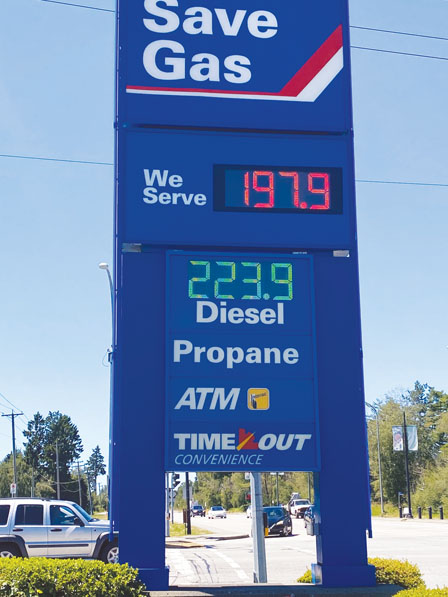 Save
Gas
We
Serve
197.9
223.9
Diesel
Propane
ATM
TIME OUT
CONVENIENCE